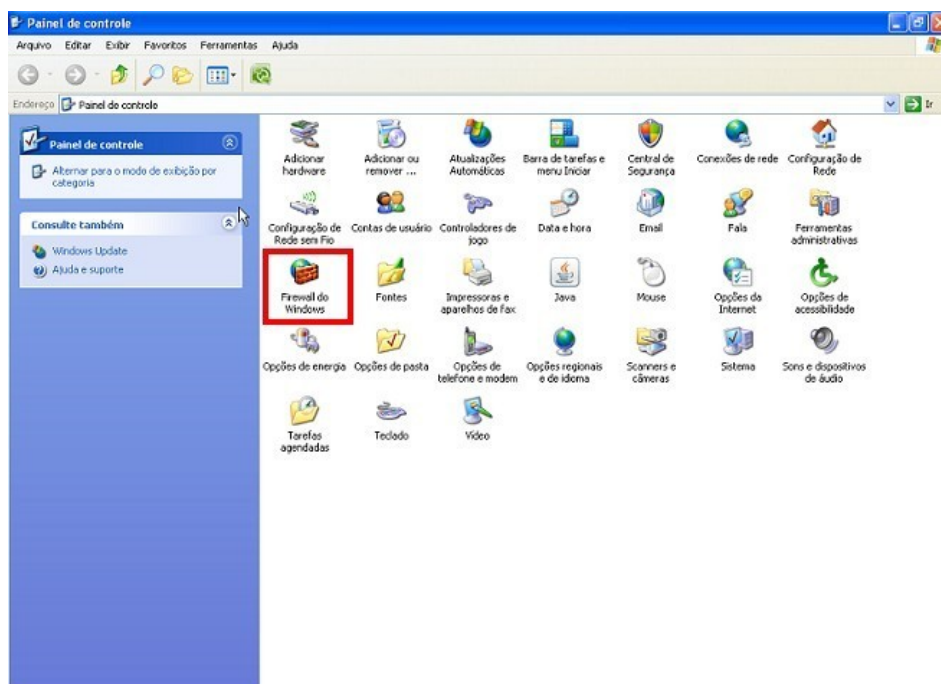 Painel de controle
Arquivo Editar Exibir Favoritos Ferramentas Ajuda
Endereço Painel de controle Ir
Painel de controle
Alternar para o modo de exibição por
categoria
Consulte também
Windows Update
Ajuda e suporte
Adicionar
hardware
Adicionar ou
remover ...
Atualizações
Automáticas
Barra de tarefas e
menu Iniciar
Central de
Segurança
Conexões de rede
Configuração de
Rede
Configuração de
Rede sem Fio
Contas de usuário
Controladores de
jogo
Data e hora
Email
Fala
Ferramentas
administrativas
Firewall do
Windows
Fontes
Impressoras e
aparelhos de fax
Java
Mouse
Opções da
Internet
Opções de
acessibilidade
Opções de energia
Opções de pasta
Opções de
telefone e modem
Opções regionais
e de idioma
Scanners e
câmeras
Sistema
Sons e dispositivos
de áudio
Tarefas
agendadas
Teclado
Vídeo